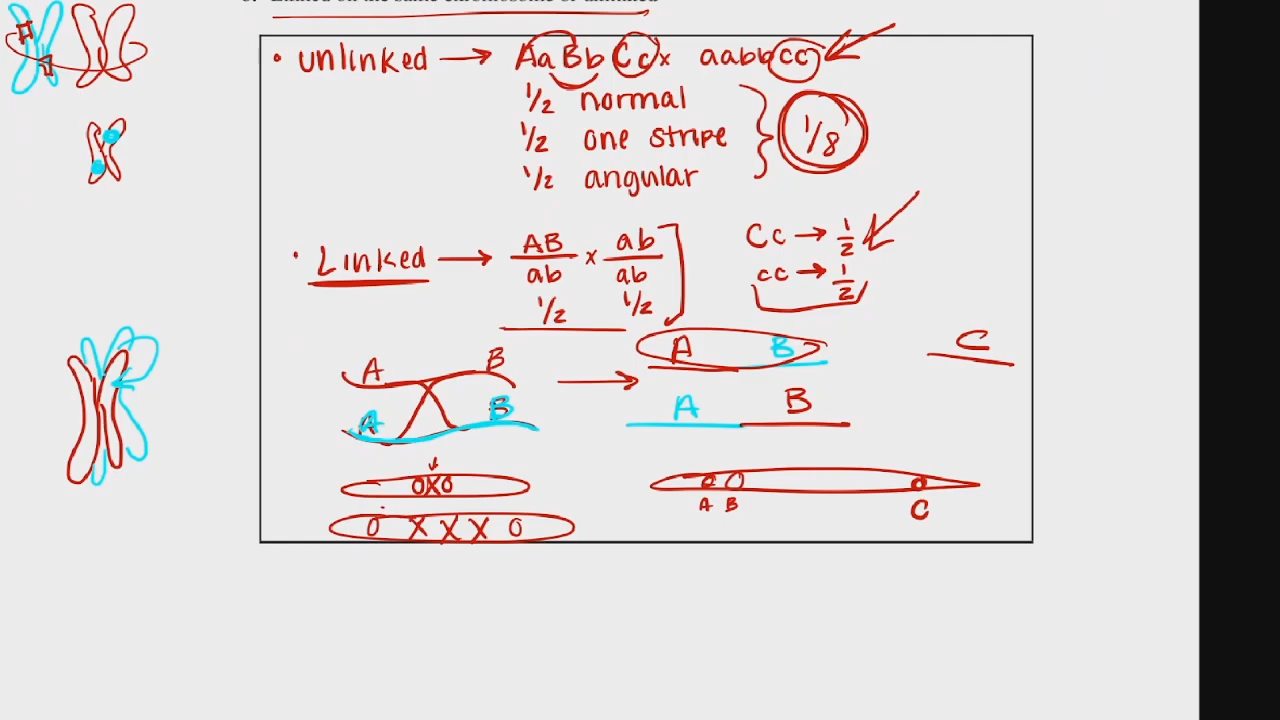 • Unlinked → AaBbCc x aabbcc
1/2 normal
1/2 one stripe
1/2 angular
1/8
• Linked → AB/ab x ab/ab
1/2 1/2
Cc → 1/2
cc → 1/2
A B
A B
A B
A B
C
O X O
O X X X O
A B C